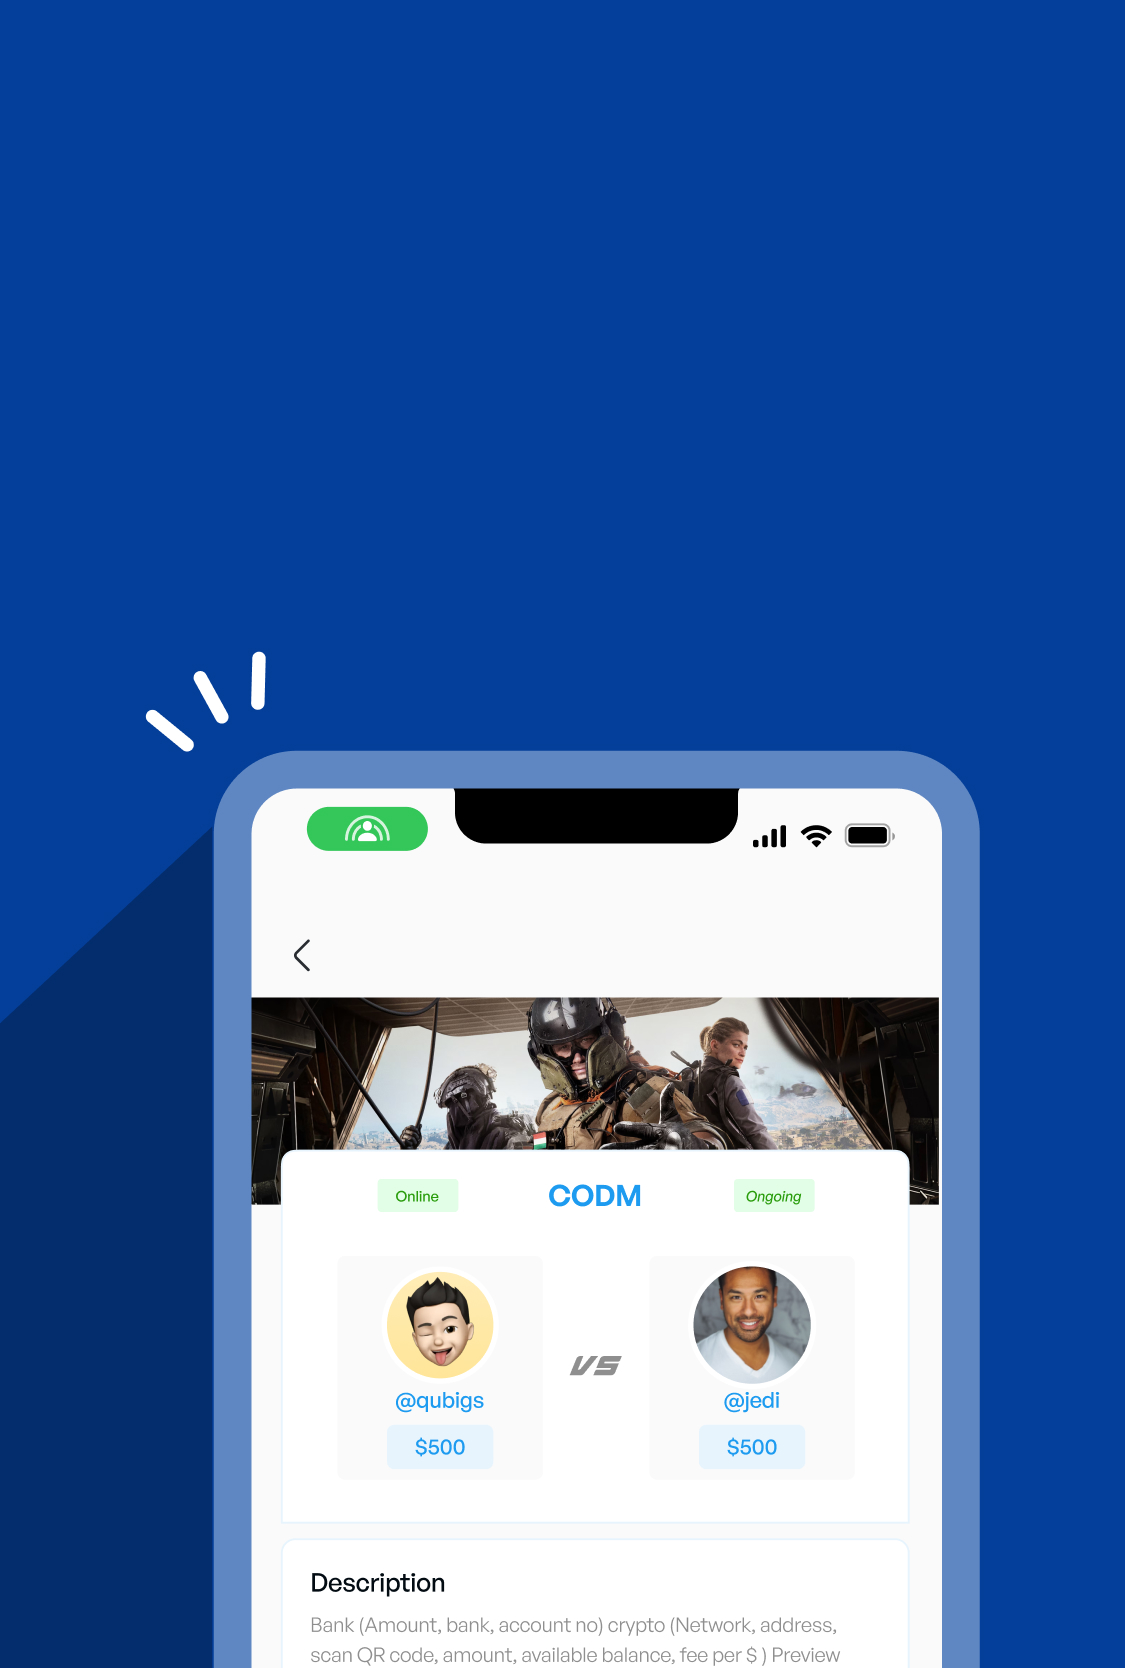 Online
CODM
Ongoing
@qubigs
VS
@jedi
$500
$500
Description
Bank (Amount, bank, account no) crypto (Network, address,
scan QR code, amount, available balance, fee per $ ) Preview